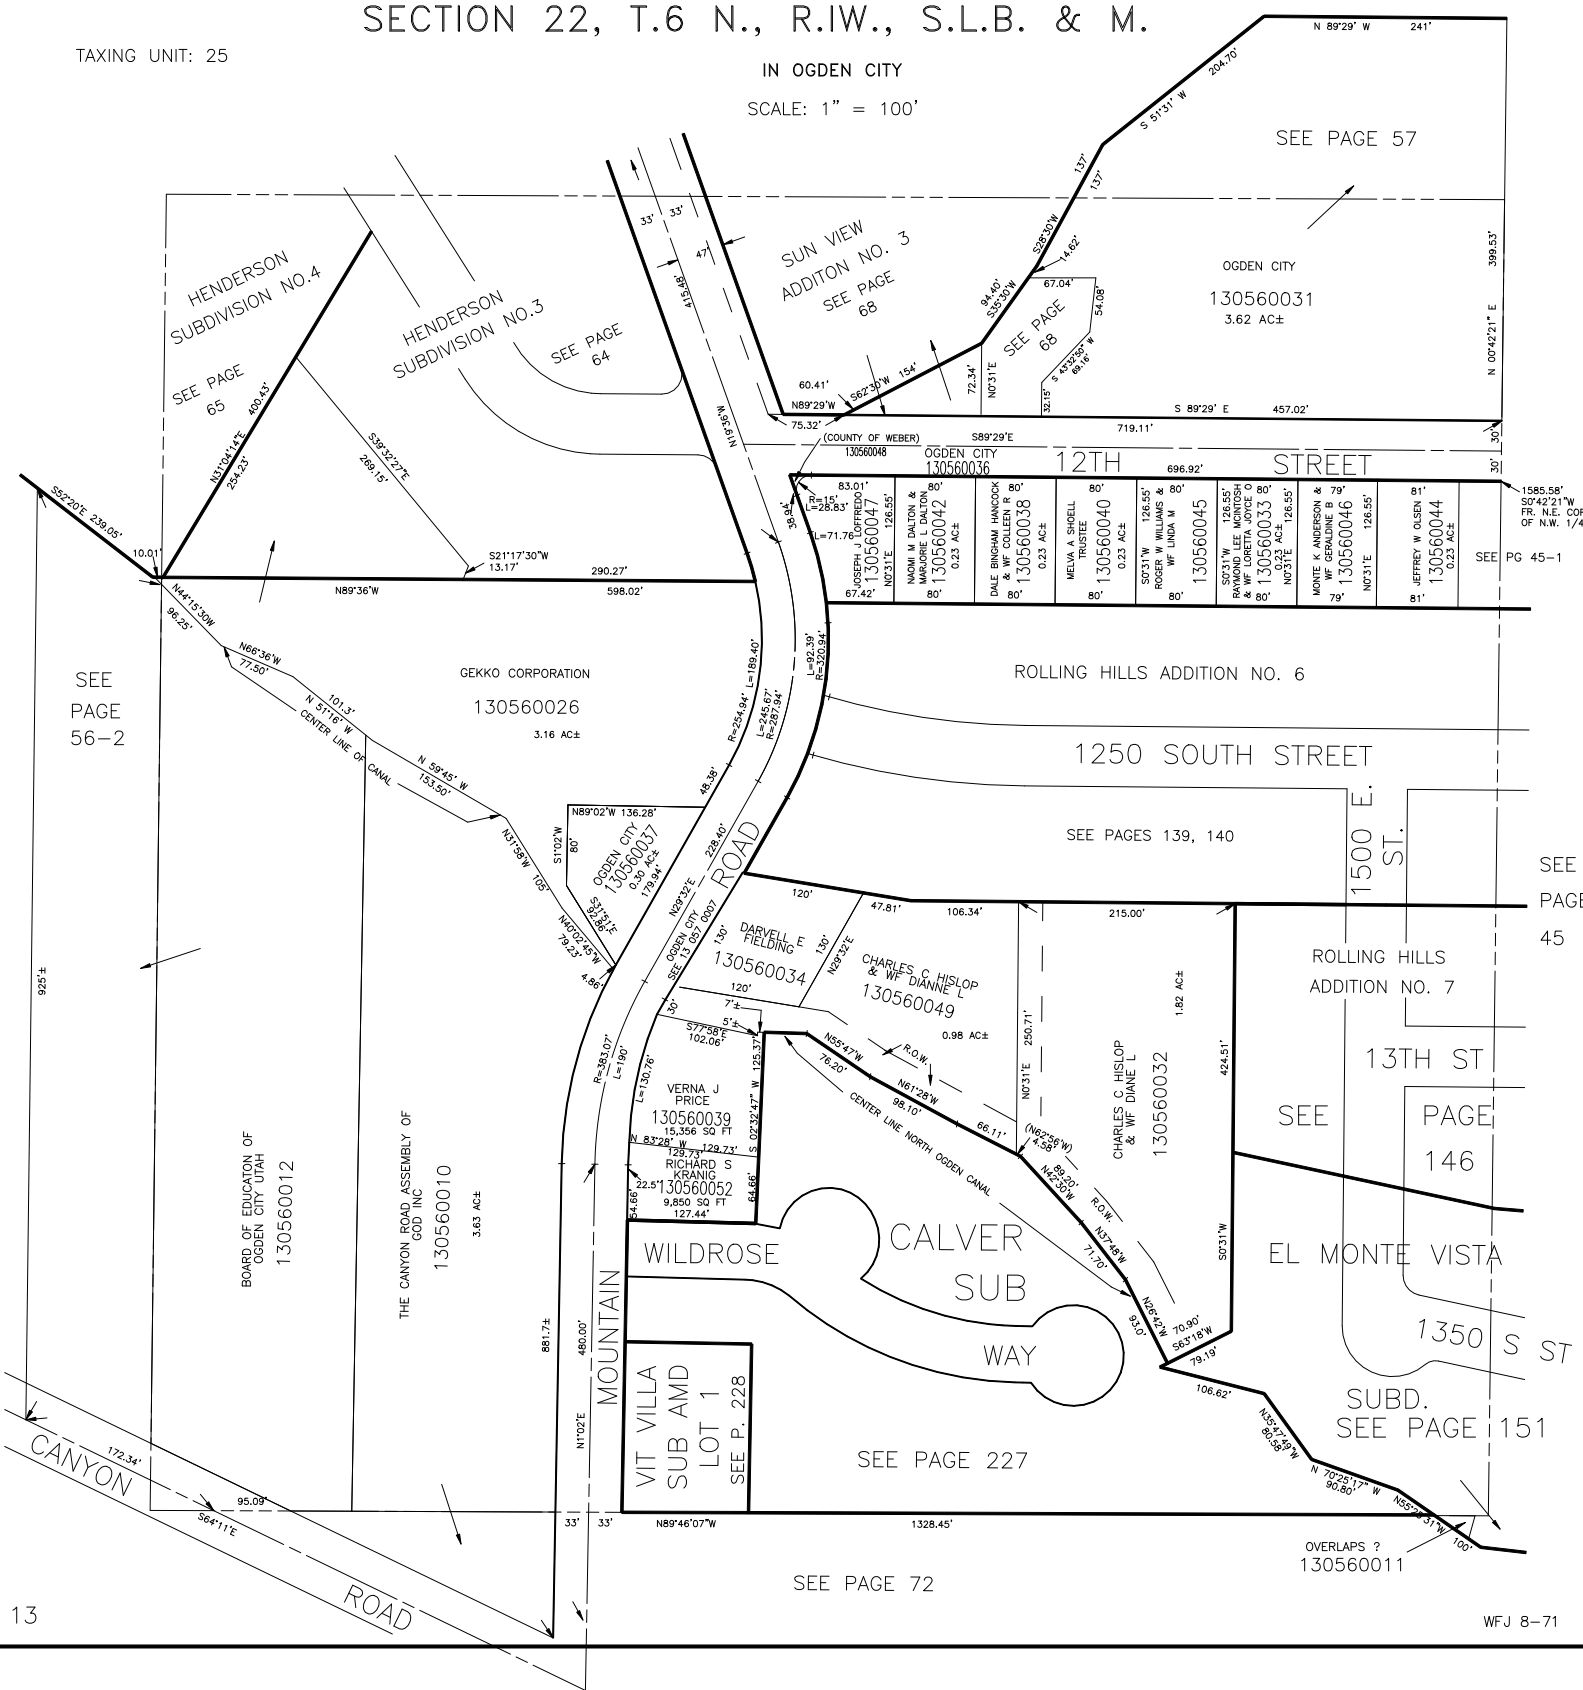 SECTION 22, T.6 N., R.IW., S.L.B. & M.
TAXING UNIT: 25
IN OGDEN CITY
SCALE: 1" = 100'
N 89°29' W 241'
204.70'
S 51°31' W
SEE PAGE 57
137'
137'
S28°30'W
14.62'
33' 33'
47'
415.48'
N19°36'W
SUN VIEW
ADDITON NO. 3
SEE PAGE
68
94.40'
S35°30'W
67.04'
54.08'
SEE PAGE
68
S 43°32'50" W
69.16'
32.15'
72.34'
N0°31'E
OGDEN CITY
130560031
3.62 AC±
399.53'
N 00°42'21" E
HENDERSON
SUBDIVISION NO.4
HENDERSON
SUBDIVISION NO.3
SEE PAGE
64
SEE PAGE
65
400.43'
N31°04'14"E
254.23'
S39°32'27"E
269.15'
60.41'
N89°29'W
S62°30'W 154'
75.32'
S 89°29' E 457.02'
719.11'
(COUNTY OF WEBER)
130560048
S89°29'E
OGDEN CITY
130560036
12TH STREET
696.92'
30'
30'
S52°20'E 239.05'
10.01'
S21°17'30"W
13.17'
290.27'
N89°36'W
598.02'
83.01'
R=15'
L=28.83'
38.94'
L=71.76'
JOSEPH J LOFFREDO
130560047
N0°31'E 126.55'
67.42'
NAOMI M DALTON &
MARJORIE L DALTON
130560042
0.23 AC±
80'
80'
DALE BINGHAM HANCOCK
& WF COLLEEN R
130560038
0.23 AC±
80'
80'
MELVA A SHOELL
TRUSTEE
130560040
0.23 AC±
80'
S0°31'W 126.55'
ROGER W WILLIAMS &
WF LINDA M
130560045
80'
80'
S0°31'W 126.55'
RAYMOND LEE MCINTOSH
& WF LORETTA JOYCE O
130560033
0.23 AC±
80'
80'
N0°31'E 126.55'
MONTE K ANDERSON &
WF GERALDINE B
130560046
79'
79'
N0°31'E 126.55'
JEFFREY W OLSEN
130560044
0.23 AC±
81'
81'
SEE PG 45-1
1585.58'
S0°42'21"W
FR. N.E. COR
OF N.W. 1/4
N44°15'30W
96.25'
N66°36'W
77.50'
101.3'
N 51°16' W
CENTER LINE OF CANAL
N 59°45' W
153.50'
N31°58'W 105'
N40°02'45"W
79.23'
4.86'
SEE
PAGE
56-2
GEKKO CORPORATION
130560026
3.16 AC±
L=189.40'
R=254.94'
L=245.67'
R=287.94'
L=92.39'
R=320.94'
ROLLING HILLS ADDITION NO. 6
1250 SOUTH STREET
1500 E.
ST.
SEE PAGES 139, 140
SEE
PAGE
45
48.38'
N89°02'W 136.28'
S1°02'W
80'
OGDEN CITY
130560037
0.30 AC±
179.94'
S31°51'E
92.86'
228.40'
N29°32'E
ROAD
OGDEN CITY
SEE 13 057 0007
120'
47.81'
106.34'
215.00'
130'
DARVELL E
FIELDING
130560034
130'
N29°32'E
120'
CHARLES C HISLOP
& WF DIANNE L
130560049
0.98 AC±
N0°31'E 250.71'
1.82 AC±
CHARLES C HISLOP
& WF DIANE L
130560032
424.51'
S0°31'W
ROLLING HILLS
ADDITION NO. 7
13TH ST
SEE PAGE
146
925'±
30'
7'±
5'±
S77°58'E
102.06'
R=383.07'
L=190'
L=130.76'
VERNA J
PRICE
130560039
15,356 SQ FT
S 02°32'47" W 125.37'
N 83°28' W 129.73'
129.73'
RICHARD S
KRANIG
22.5'
130560052
9,850 SQ FT
127.44'
54.66'
64.66'
N55°47'W
76.20'
R.O.W.
N61°28'W
98.10'
66.11'
CENTER LINE NORTH OGDEN CANAL
(N62°56'W)
4.58'
89.20'
N42°30'W
R.O.W.
N37°48'W
71.70'
N26°42'W
93.0'
70.90'
S63°18'W
79.19'
BOARD OF EDUCATON OF
OGDEN CITY UTAH
130560012
THE CANYON ROAD ASSEMBLY OF
GOD INC
130560010
3.63 AC±
WILDROSE
WAY
CALVER
SUB
EL MONTE VISTA
1350 S ST
SUBD.
SEE PAGE 151
881.7±
480.00'
N1°02'E
MOUNTAIN
VIT VILLA
SUB AMD
LOT 1
SEE P. 228
SEE PAGE 227
106.62'
N35°47'49"W
80.58'
N 70°25'17" W
90.80'
100'
CANYON
172.34'
95.09'
S64°11'E
ROAD
33' 33'
N89°46'07"W
1328.45'
OVERLAPS ?
130560011
SEE PAGE 72
13
WFJ 8-71